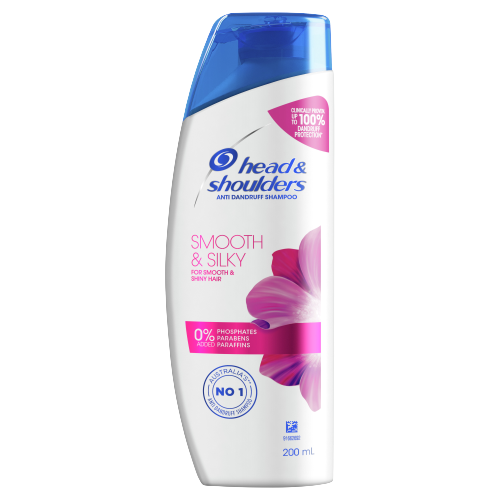 CLINICALLY PROVEN
UP TO 100%
DANDRUFF
PROTECTION
head &
shoulders
ANTI DANDRUFF SHAMPOO
SMOOTH
& SILKY
FOR SMOOTH &
SHINY HAIR
0%
ADDED
PHOSPHATES
PARABENS
PARAFFINS
AUSTRALIA'S
NO 1
ANTI DANDRUFF SHAMPOO
200 mL